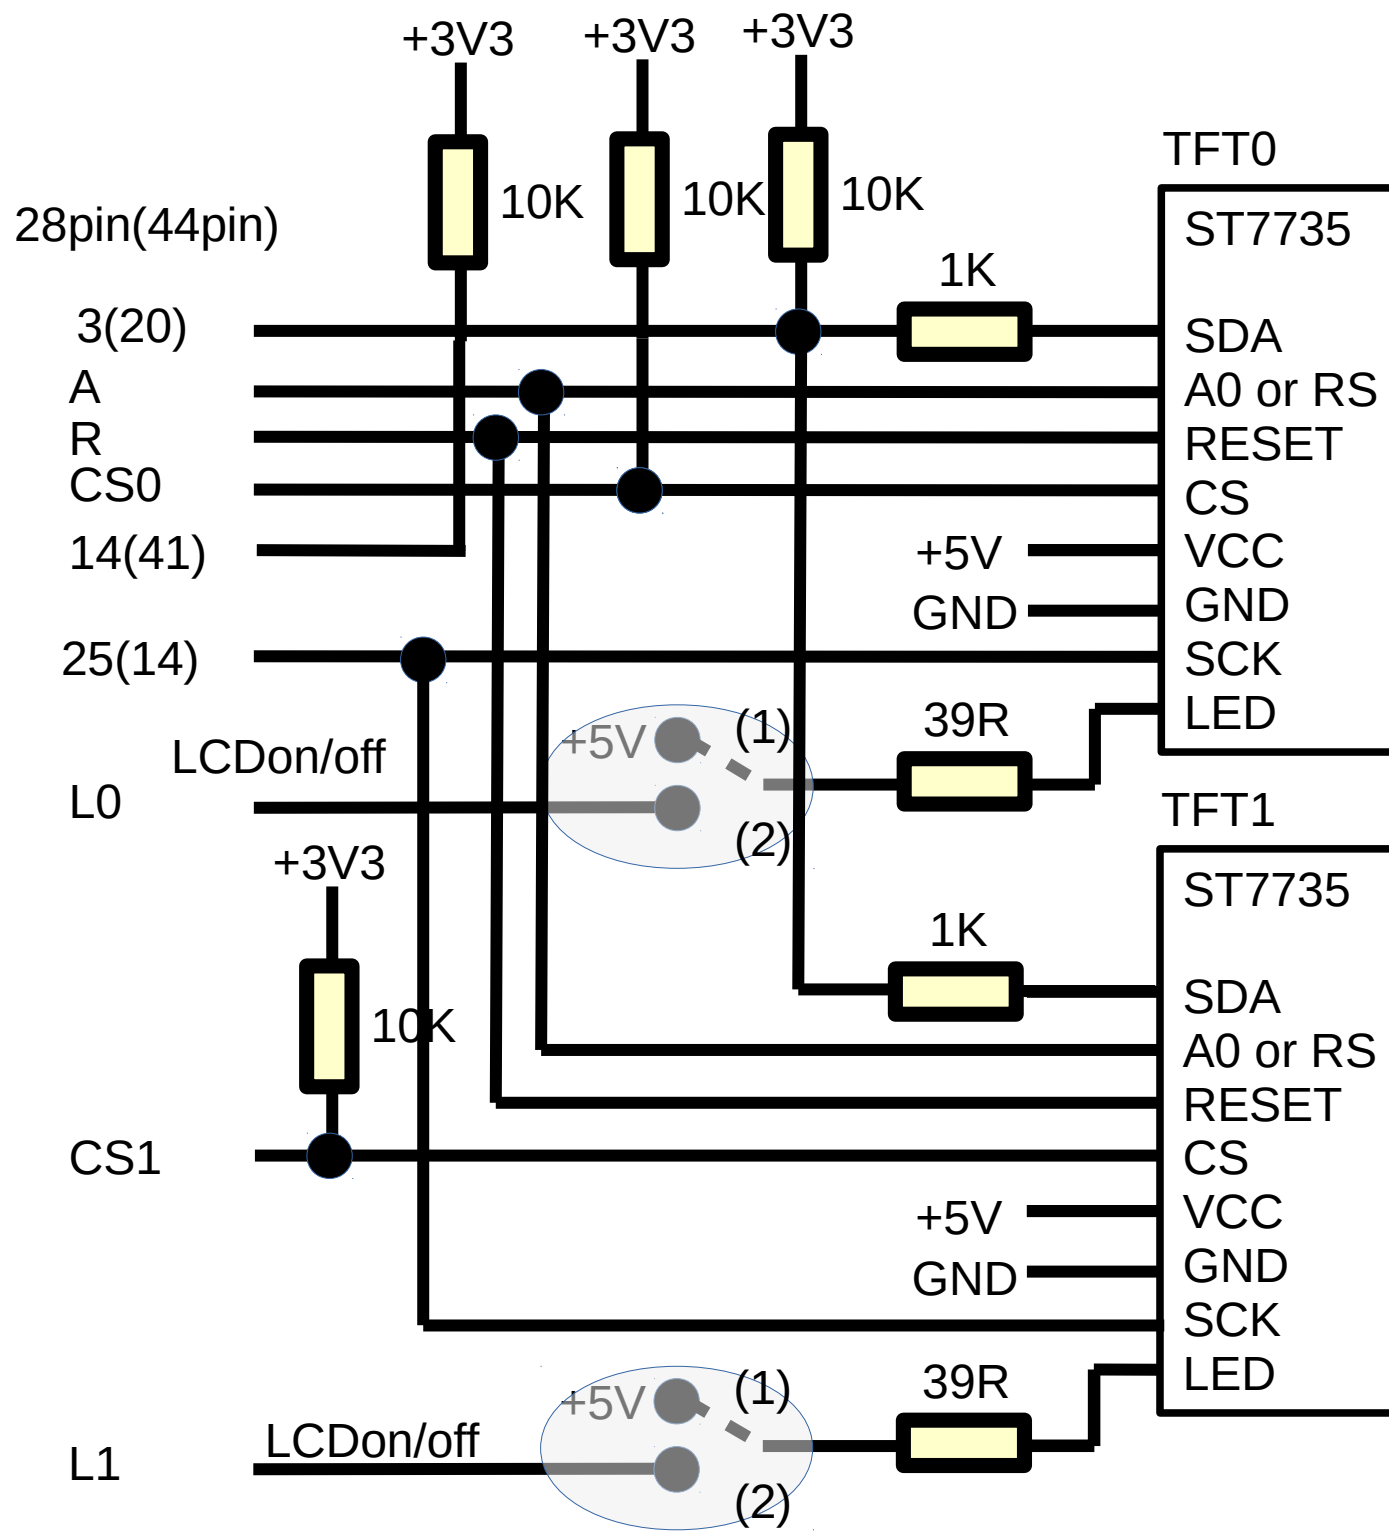 +3V3
+3V3
+3V3
10K
10K
10K
28pin(44pin)
3(20)
A
R
CS0
14(41)
25(14)
1K
TFT0
ST7735
SDA
A0 or RS
RESET
CS
VCC
GND
SCK
LED
+5V
GND
LCDon/off
L0
+5V
(1)
(2)
39R
+3V3
10K
CS1
1K
TFT1
ST7735
SDA
A0 or RS
RESET
CS
VCC
GND
SCK
LED
+5V
GND
LCDon/off
L1
+5V
(1)
(2)
39R